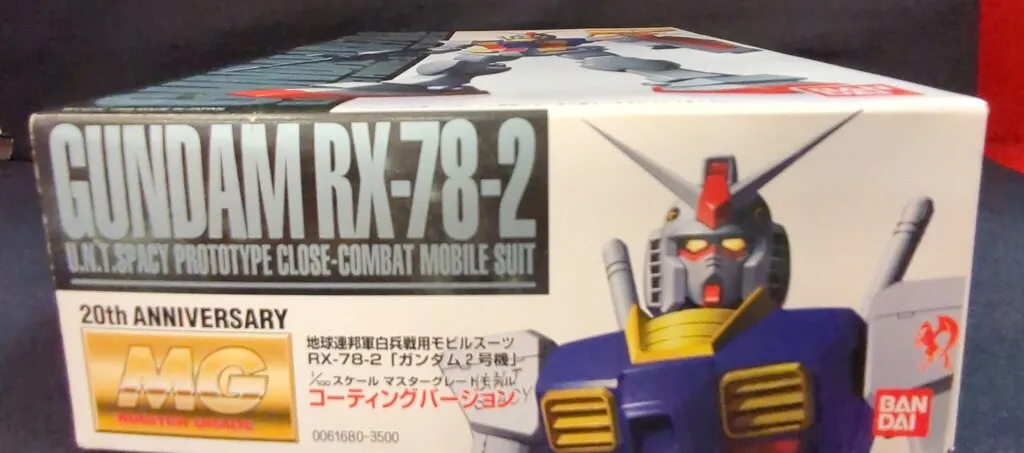 GUNDAM RX-78-2
U.N.T.SPACY PROTOTYPE CLOSE-COMBAT MOBILE SUIT
20th ANNIVERSARY
MG
MASTER GRADE
地球連邦軍白兵戦用モビルスーツ
RX-78-2「ガンダム2号機」
1/100スケール マスターグレードモデル
コーティングバージョン
0061680-3500
BAN
DAI